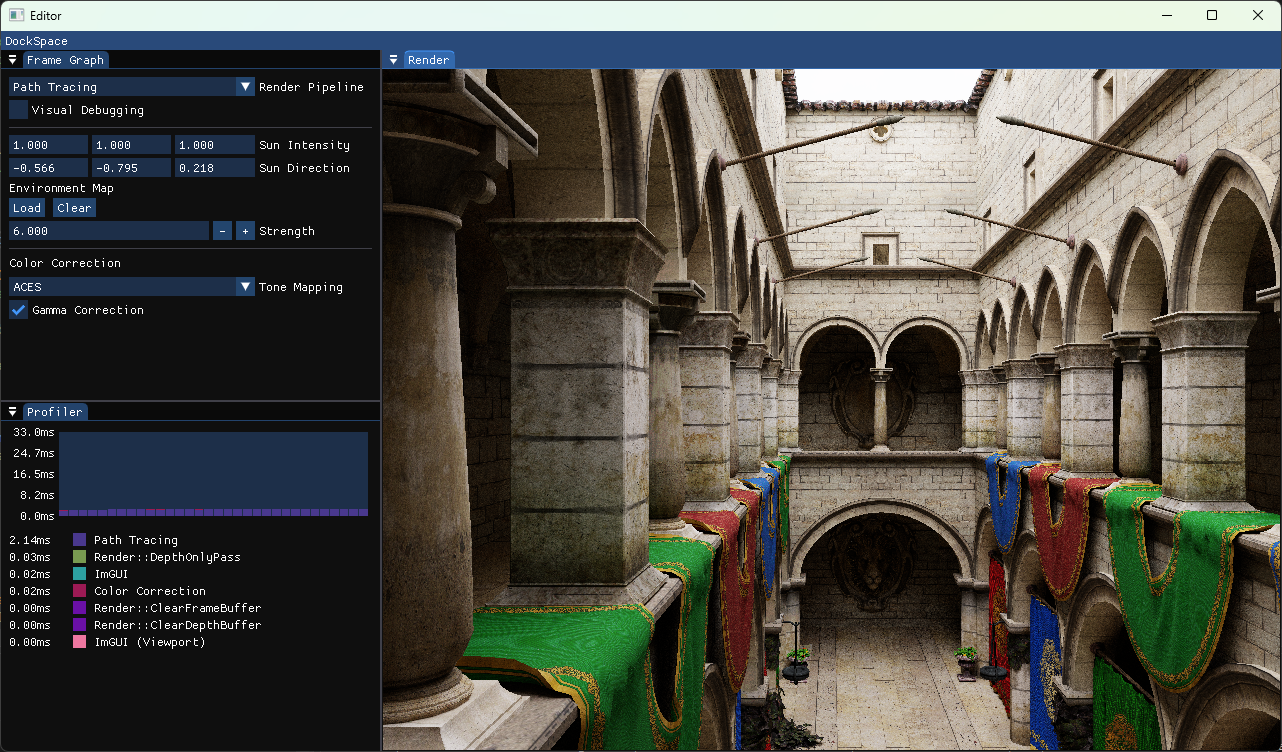 Editor
DockSpace
Frame Graph
Path Tracing Render Pipeline
Visual Debugging
1.000 1.000 1.000 Sun Intensity
-0.566 -0.795 0.218 Sun Direction
Environment Map
Load Clear
6.000 - + Strength
Color Correction
ACES Tone Mapping
Gamma Correction
Profiler
33.0ms
24.7ms
16.5ms
8.2ms
0.0ms
2.14ms Path Tracing
0.03ms Render::DepthOnlyPass
0.02ms ImGUI
0.02ms Color Correction
0.00ms Render::ClearFrameBuffer
0.00ms Render::ClearDepthBuffer
0.00ms ImGUI (Viewport)
Render